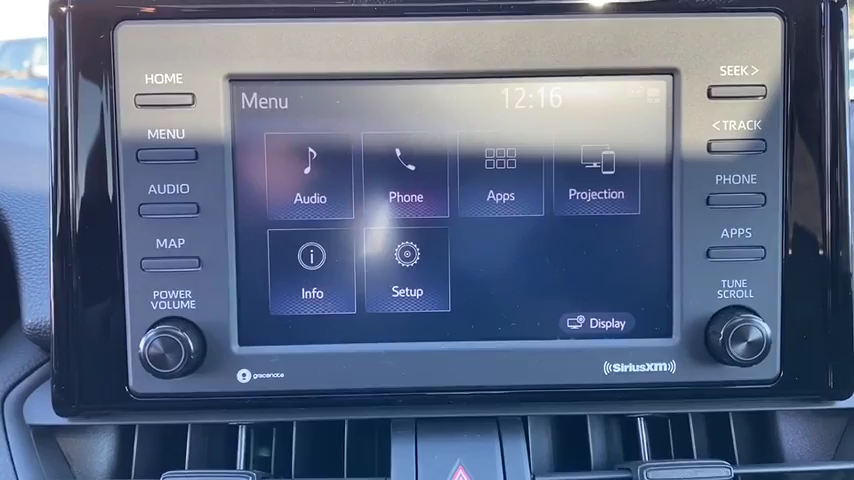 HOME
MENU
AUDIO
MAP
POWER
VOLUME
Menu
12:16
Audio
Phone
Apps
Projection
Info
Setup
Display
gracenote
SiriusXM
SEEK >
< TRACK
PHONE
APPS
TUNE
SCROLL